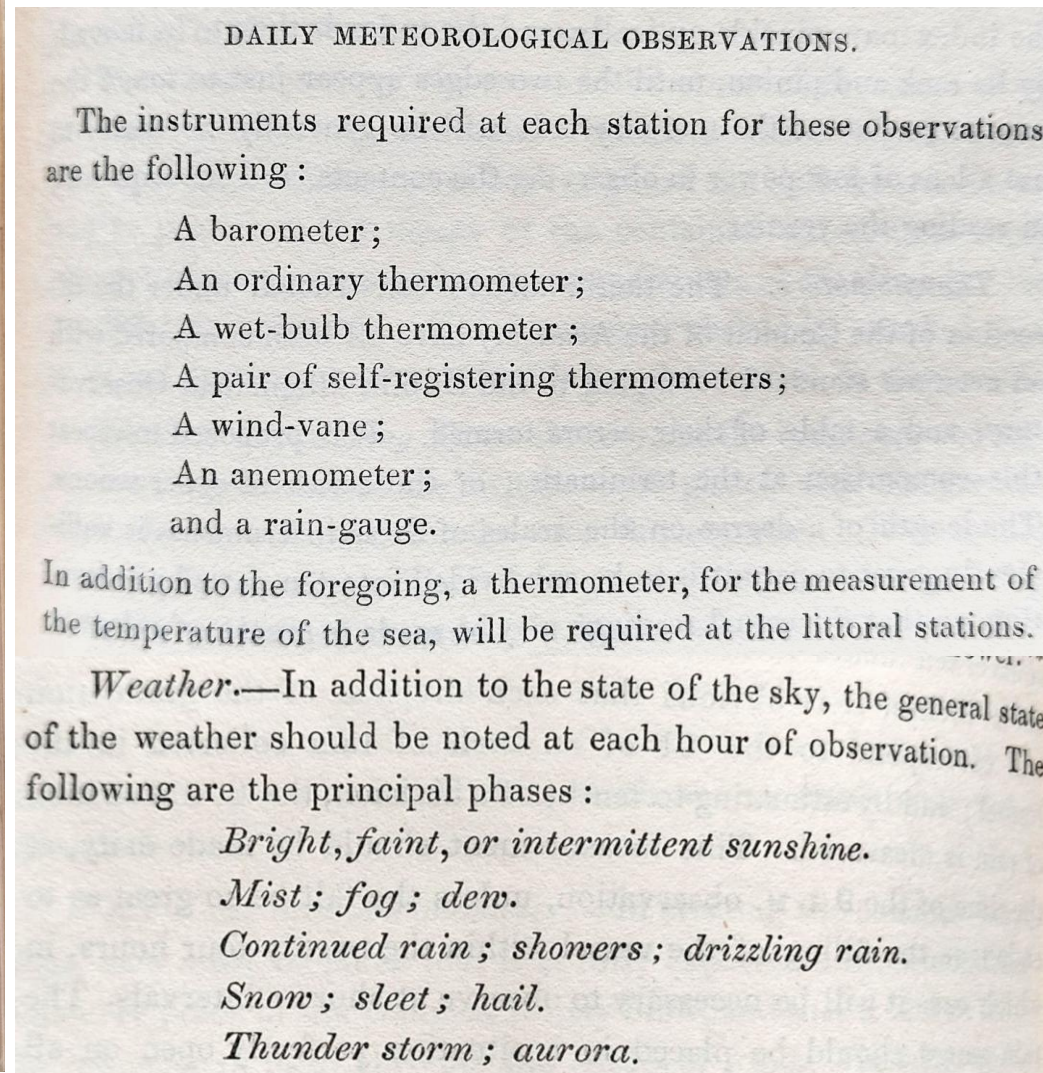 DAILY METEOROLOGICAL OBSERVATIONS.
The instruments required at each station for these observations
are the following :
A barometer ;
An ordinary thermometer ;
A wet-bulb thermometer ;
A pair of self-registering thermometers ;
A wind-vane ;
An anemometer ;
and a rain-gauge.
In addition to the foregoing, a thermometer, for the measurement of
the temperature of the sea, will be required at the littoral stations.
Weather.—In addition to the state of the sky, the general state
of the weather should be noted at each hour of observation. The
following are the principal phases :
Bright, faint, or intermittent sunshine.
Mist ; fog ; dew.
Continued rain ; showers ; drizzling rain.
Snow ; sleet ; hail.
Thunder storm ; aurora.